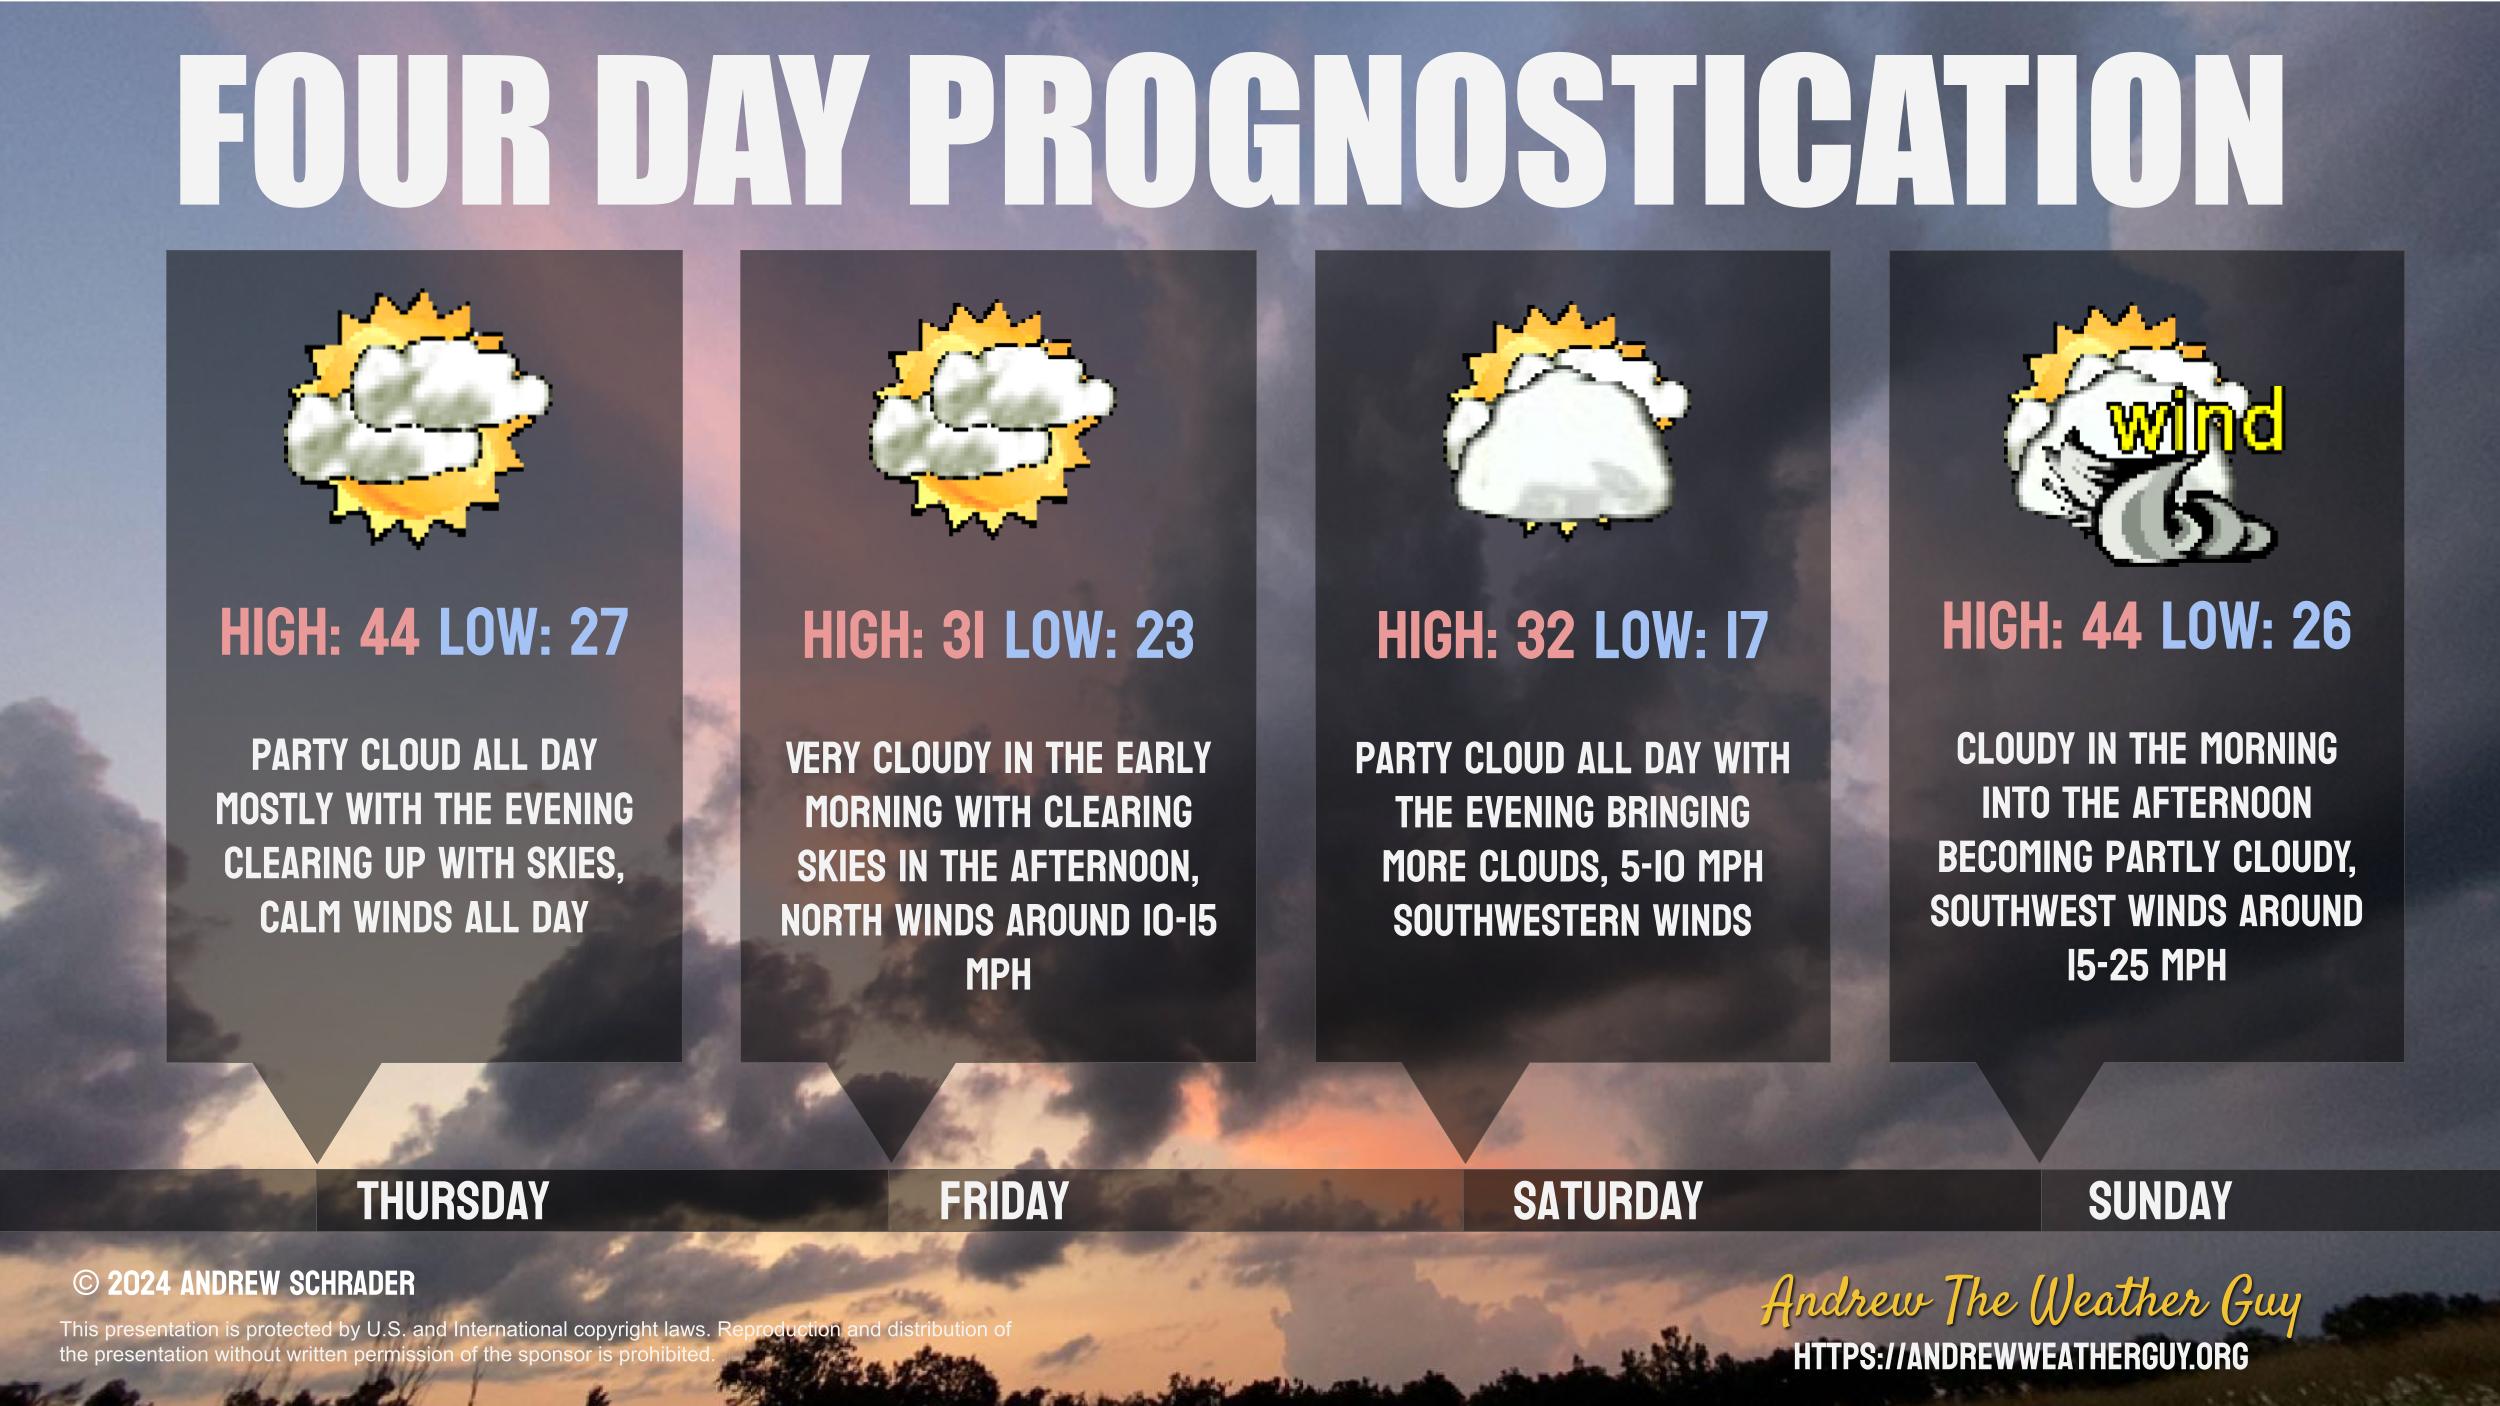 FOUR DAY PROGNOSTICATION
wind
HIGH: 44 LOW: 27
PARTY CLOUD ALL DAY
MOSTLY WITH THE EVENING
CLEARING UP WITH SKIES,
CALM WINDS ALL DAY
HIGH: 31 LOW: 23
VERY CLOUDY IN THE EARLY
MORNING WITH CLEARING
SKIES IN THE AFTERNOON,
NORTH WINDS AROUND 10-15
MPH
HIGH: 32 LOW: 17
PARTY CLOUD ALL DAY WITH
THE EVENING BRINGING
MORE CLOUDS, 5-10 MPH
SOUTHWESTERN WINDS
HIGH: 44 LOW: 26
CLOUDY IN THE MORNING
INTO THE AFTERNOON
BECOMING PARTLY CLOUDY,
SOUTHWEST WINDS AROUND
15-25 MPH
THURSDAY
FRIDAY
SATURDAY
SUNDAY
© 2024 ANDREW SCHRADER
This presentation is protected by U.S. and International copyright laws. Reproduction and distribution of
the presentation without written permission of the sponsor is prohibited.
Andrew The Weather Guy
HTTPS://ANDREWWEATHERGUY.ORG